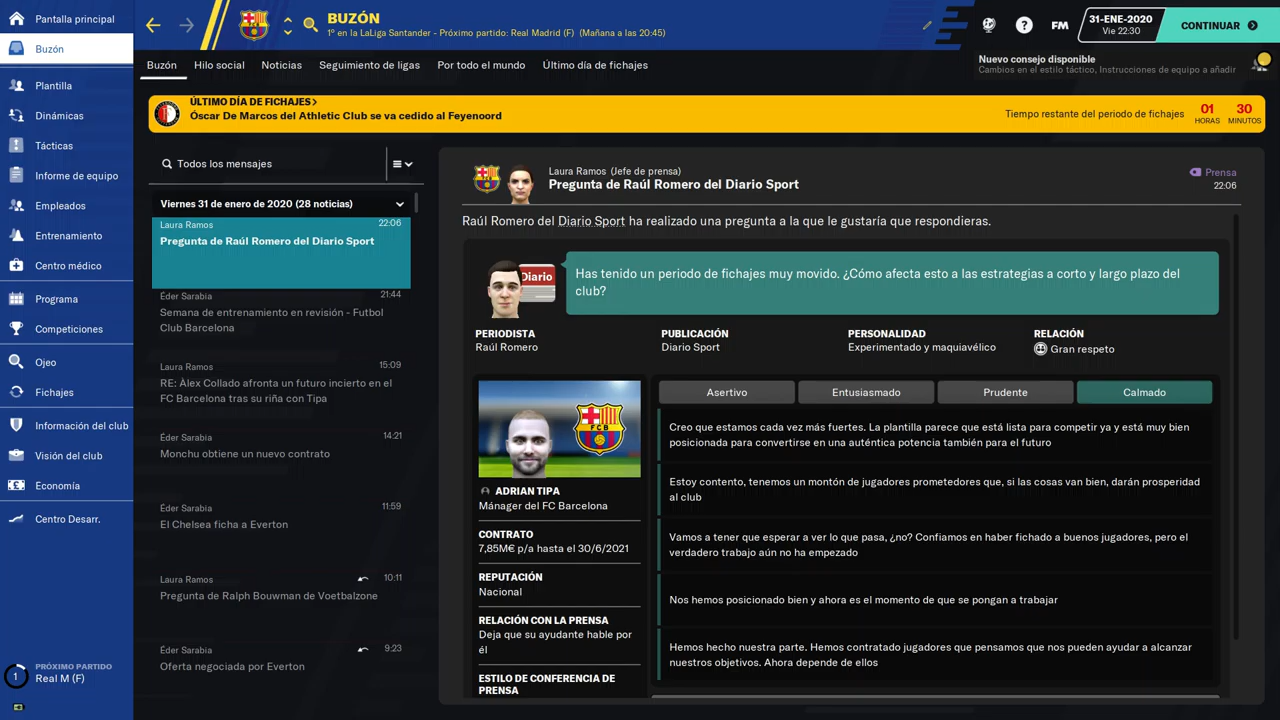 Pantalla principal
Buzón
Plantilla
Dinámicas
Tácticas
Informe de equipo
Empleados
Entrenamiento
Centro médico
Programa
Competiciones
Ojeo
Fichajes
Información del club
Visión del club
Economía
Centro Desarr.
1
PRÓXIMO PARTIDO
Real M (F)
BUZÓN
1º en la LaLiga Santander - Próximo partido: Real Madrid (F) (Mañana a las 20:45)
FM
31-ENE-2020
Vie 22:30
CONTINUAR
Buzón
Hilo social
Noticias
Seguimiento de ligas
Por todo el mundo
Último día de fichajes
Nuevo consejo disponible
Cambios en el estilo táctico, Instrucciones de equipo a añadir
ÚLTIMO DÍA DE FICHAJES>
Óscar De Marcos del Athletic Club se va cedido al Feyenoord
Tiempo restante del periodo de fichajes
01
HORAS
30
MINUTOS
Todos los mensajes
Viernes 31 de enero de 2020 (28 noticias)
Laura Ramos 22:06
Pregunta de Raúl Romero del Diario Sport
Éder Sarabia 21:44
Semana de entrenamiento en revisión - Futbol
Club Barcelona
Laura Ramos 15:09
RE: Àlex Collado afronta un futuro incierto en el
FC Barcelona tras su riña con Tipa
Éder Sarabia 14:21
Monchu obtiene un nuevo contrato
Éder Sarabia 11:59
El Chelsea ficha a Everton
Laura Ramos 10:11
Pregunta de Ralph Bouwman de Voetbalzone
Éder Sarabia 9:23
Oferta negociada por Everton
Laura Ramos (Jefe de prensa)
Pregunta de Raúl Romero del Diario Sport
Prensa
22:06
Raúl Romero del Diario Sport ha realizado una pregunta a la que le gustaría que respondieras.
Diario
Has tenido un periodo de fichajes muy movido. ¿Cómo afecta esto a las estrategias a corto y largo plazo del
club?
PERIODISTA
Raúl Romero
PUBLICACIÓN
Diario Sport
PERSONALIDAD
Experimentado y maquiavélico
RELACIÓN
Gran respeto
FCB
ADRIAN TIPA
Mánager del FC Barcelona
CONTRATO
7,85M€ p/a hasta el 30/6/2021
REPUTACIÓN
Nacional
RELACIÓN CON LA PRENSA
Deja que su ayudante hable por
él
ESTILO DE CONFERENCIA DE
PRENSA
Asertivo
Entusiasmado
Prudente
Calmado
Creo que estamos cada vez más fuertes. La plantilla parece que está lista para competir ya y está muy bien
posicionada para convertirse en una auténtica potencia también para el futuro
Estoy contento, tenemos un montón de jugadores prometedores que, si las cosas van bien, darán prosperidad
al club
Vamos a tener que esperar a ver lo que pasa, ¿no? Confiamos en haber fichado a buenos jugadores, pero el
verdadero trabajo aún no ha empezado
Nos hemos posicionado bien y ahora es el momento de que se pongan a trabajar
Hemos hecho nuestra parte. Hemos contratado jugadores que pensamos que nos pueden ayudar a alcanzar
nuestros objetivos. Ahora depende de ellos